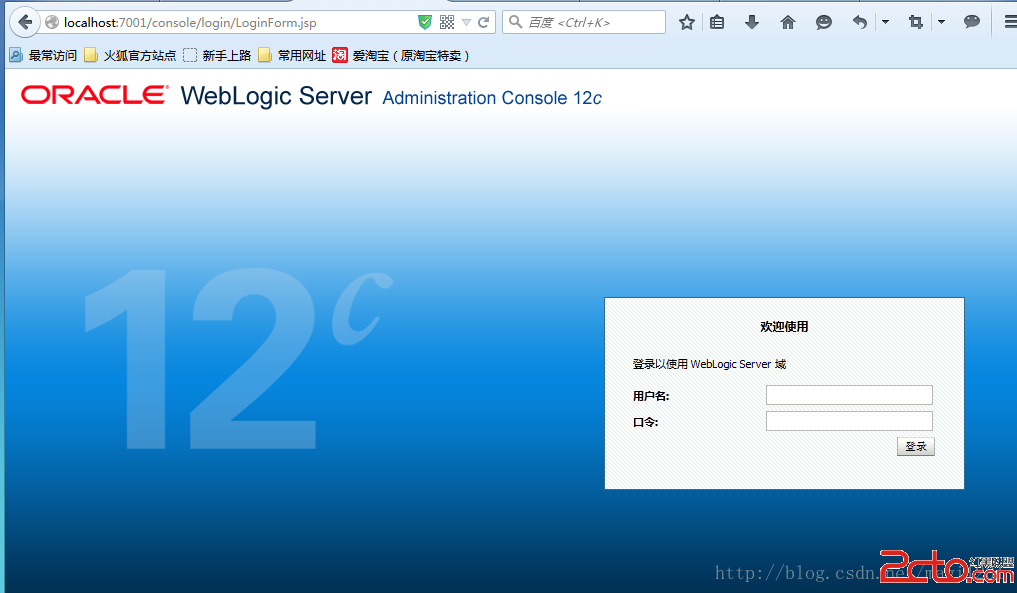 localhost:7001/console/login/LoginForm.jsp
百度 <Ctrl+K>
最常访问 火狐官方站点 新手上路 常用网址 淘 爱淘宝（原淘宝特卖）
ORACLE WebLogic Server Administration Console 12c
12c
欢迎使用
登录以使用 WebLogic Server 域
用户名:
口令:
登录
http://blog.csdn.net/
2cto.com